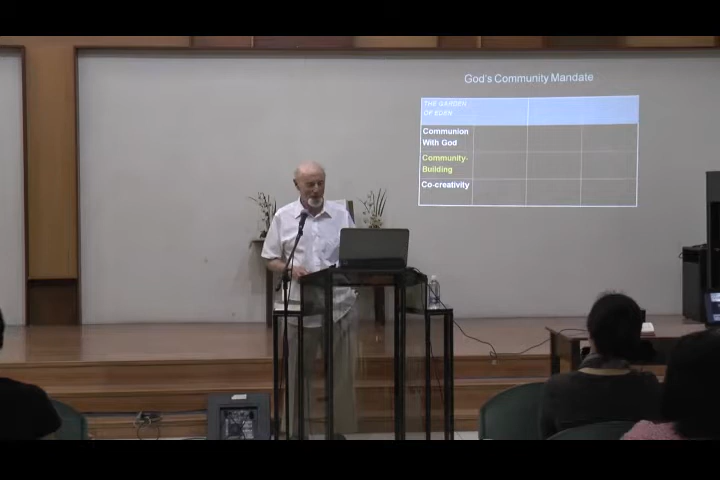 God's Community Mandate
THE GARDEN
OF EDEN
Communion
With God
Community-
Building
Co-creativity